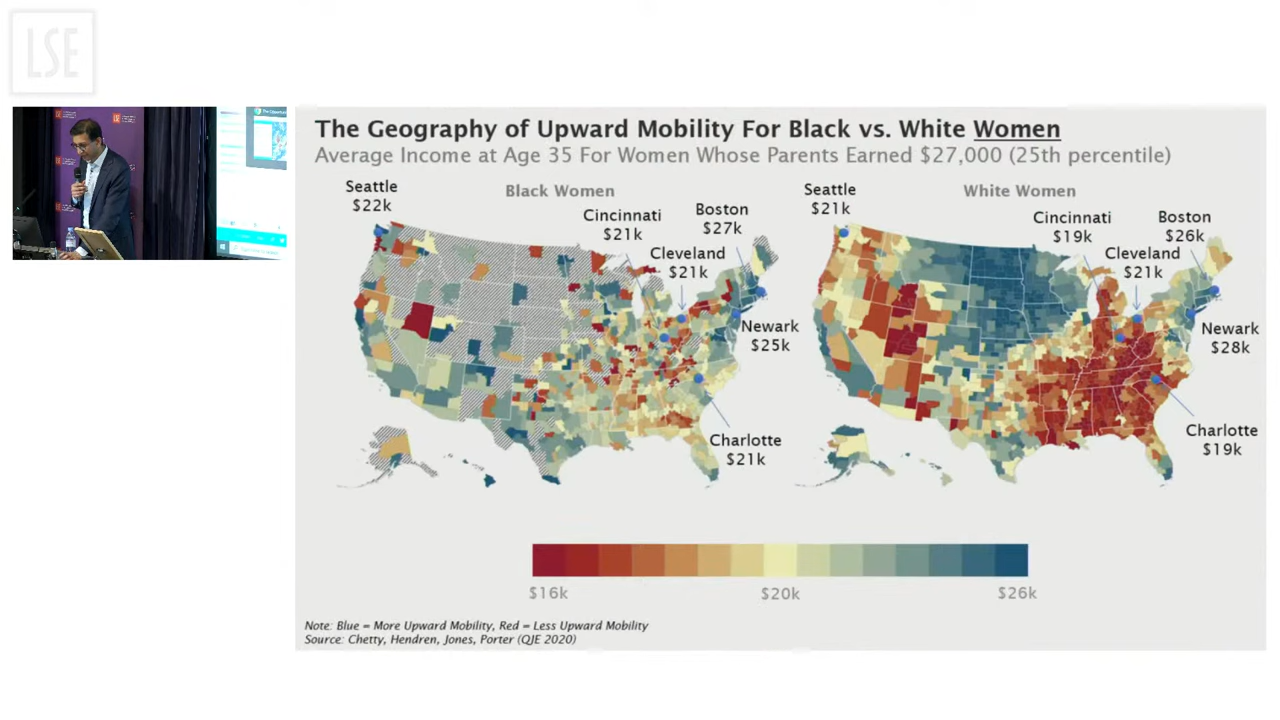 LSE
The Geography of Upward Mobility For Black vs. White Women
Average Income at Age 35 For Women Whose Parents Earned $27,000 (25th percentile)
Black Women
Seattle
$22k
Cincinnati
$21k
Boston
$27k
Cleveland
$21k
Newark
$25k
Charlotte
$21k
White Women
Seattle
$21k
Cincinnati
$19k
Boston
$26k
Cleveland
$21k
Newark
$28k
Charlotte
$19k
$16k
$20k
$26k
Note: Blue = More Upward Mobility, Red = Less Upward Mobility
Source: Chetty, Hendren, Jones, Porter (QJE 2020)